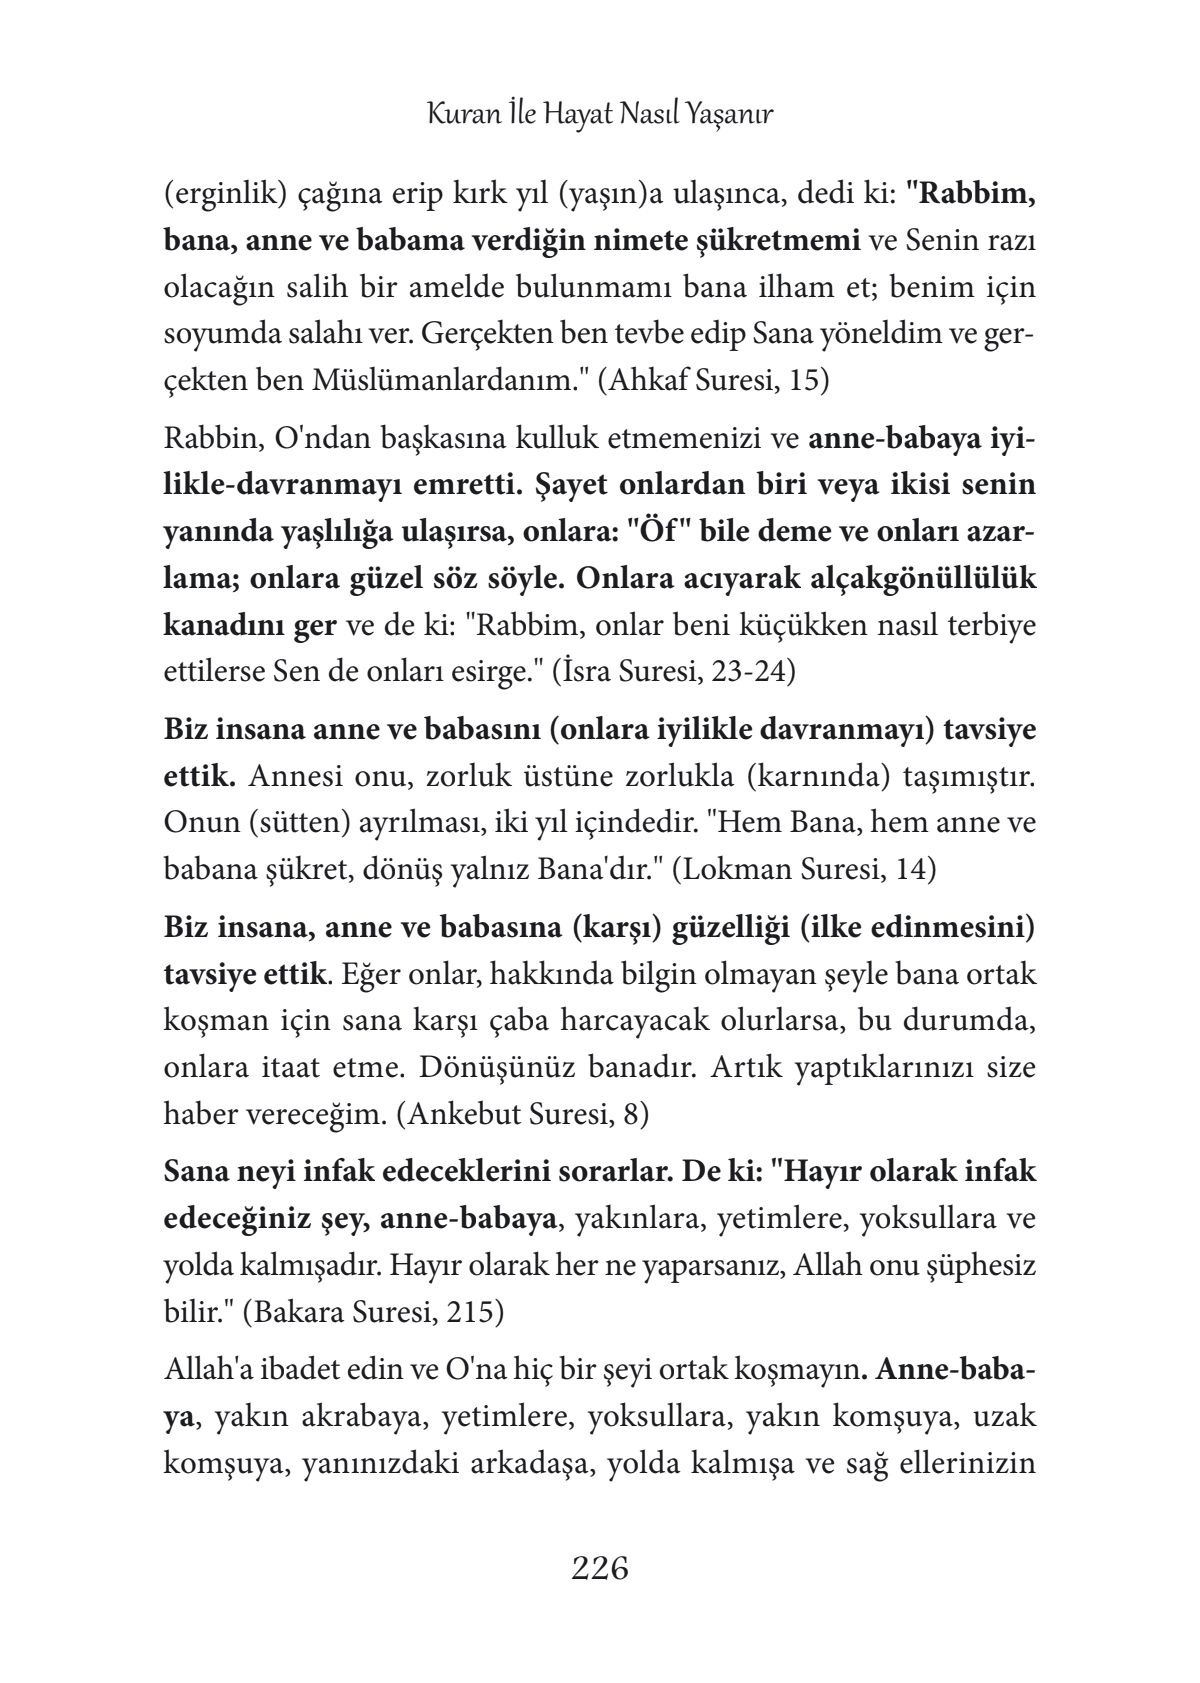 Kuran İle Hayat Nasıl Yaşanır
(erginlik) çağına erip kırk yıl (yaşın)a ulaşınca, dedi ki: "Rabbim,
bana, anne ve babama verdiğin nimete şükretmemi ve Senin razı
olacağın salih bir amelde bulunmamı bana ilham et; benim için
soyumda salahı ver. Gerçekten ben tevbe edip Sana yöneldim ve ger-
çekten ben Müslümanlardanım." (Ahkaf Suresi, 15)
Rabbin, O'ndan başkasına kulluk etmemenizi ve anne-babaya iyi-
likle-davranmayı emretti. Şayet onlardan biri veya ikisi senin
yanında yaşlılığa ulaşırsa, onlara: "Öf" bile deme ve onları azar-
lama; onlara güzel söz söyle. Onlara acıyarak alçakgönüllülük
kanadını ger ve de ki: "Rabbim, onlar beni küçükken nasıl terbiye
ettilerse Sen de onları esirge." (İsra Suresi, 23-24)
Biz insana anne ve babasını (onlara iyilikle davranmayı) tavsiye
ettik. Annesi onu, zorluk üstüne zorlukla (karnında) taşımıştır.
Onun (sütten) ayrılması, iki yıl içindedir. "Hem Bana, hem anne ve
babana şükret, dönüş yalnız Bana'dır." (Lokman Suresi, 14)
Biz insana, anne ve babasına (karşı) güzelliği (ilke edinmesini)
tavsiye ettik. Eğer onlar, hakkında bilgin olmayan şeyle bana ortak
koşman için sana karşı çaba harcayacak olurlarsa, bu durumda,
onlara itaat etme. Dönüşünüz banadır. Artık yaptıklarınızı size
haber vereceğim. (Ankebut Suresi, 8)
Sana neyi infak edeceklerini sorarlar. De ki: "Hayır olarak infak
edeceğiniz şey, anne-babaya, yakınlara, yetimlere, yoksullara ve
yolda kalmışadır. Hayır olarak her ne yaparsanız, Allah onu şüphesiz
bilir." (Bakara Suresi, 215)
Allah'a ibadet edin ve O'na hiç bir şeyi ortak koşmayın. Anne-baba-
ya, yakın akrabaya, yetimlere, yoksullara, yakın komşuya, uzak
komşuya, yanınızdaki arkadaşa, yolda kalmışa ve sağ ellerinizin
226